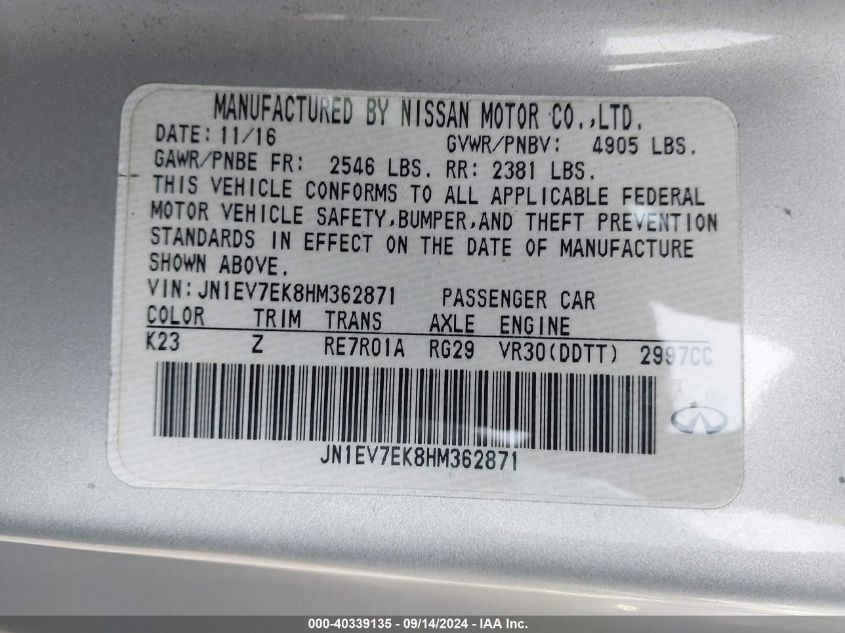 MANUFACTURED BY NISSAN MOTOR CO.,LTD.
DATE: 11/16 GVWR/PNBV: 4905 LBS.
GAWR/PNBE FR: 2546 LBS. RR: 2381 LBS.
THIS VEHICLE CONFORMS TO ALL APPLICABLE FEDERAL
MOTOR VEHICLE SAFETY,BUMPER,AND THEFT PREVENTION
STANDARDS IN EFFECT ON THE DATE OF MANUFACTURE
SHOWN ABOVE.
VIN:JN1EV7EK8HM362871 PASSENGER CAR
COLOR TRIM TRANS AXLE ENGINE
K23 Z RE7R01A RG29 VR30(DDTT) 2997CC
JN1EV7EK8HM362871
000-40339135 - 09/14/2024 - IAA Inc.